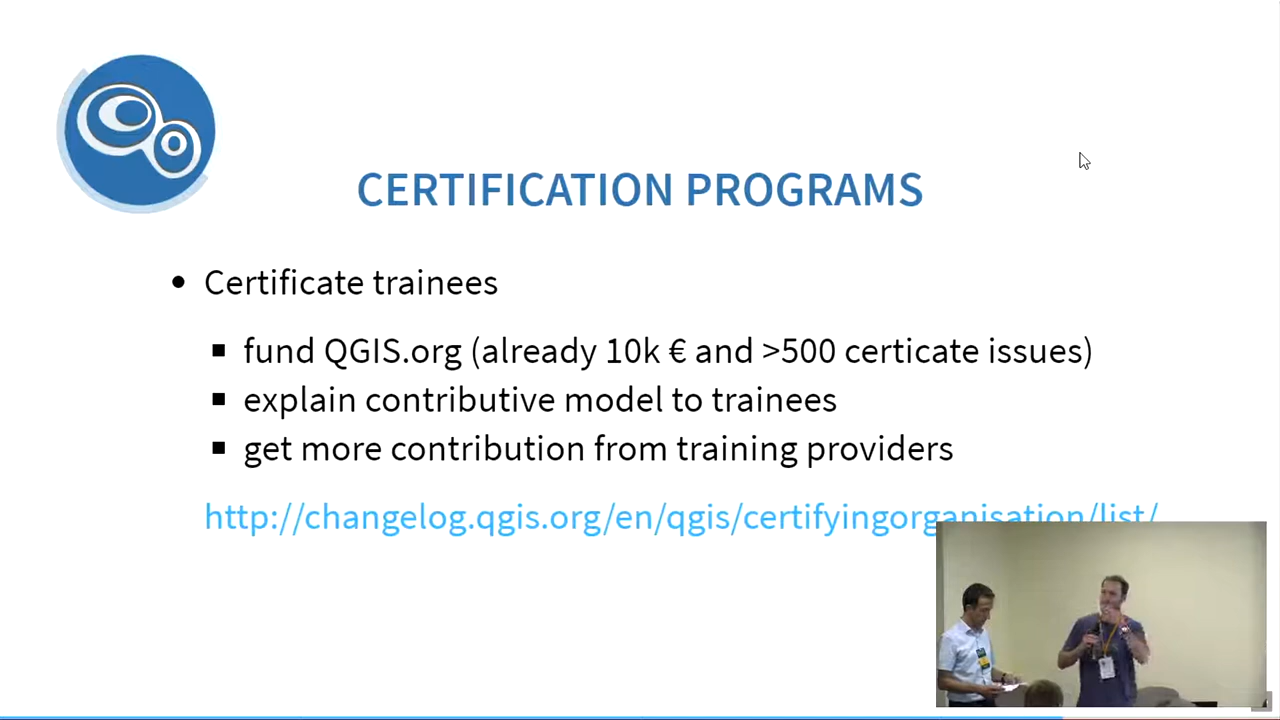 CERTIFICATION PROGRAMS
Certificate trainees
fund QGIS.org (already 10k € and >500 certicate issues)
explain contributive model to trainees
get more contribution from training providers
http://changelog.qgis.org/en/qgis/certifyingorganisation/list/